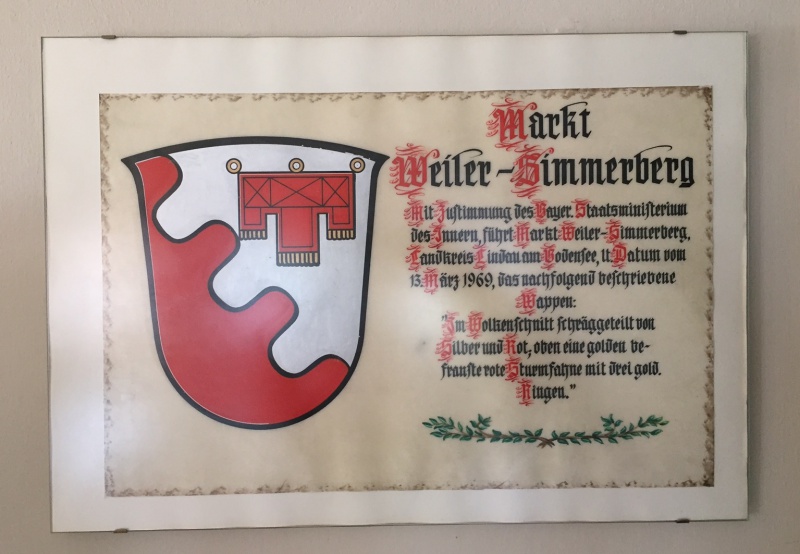 Markt
Weiler-Simmerberg
Mit Zustimmung des Bayer. Staatsministerium
des Innern, führt Markt Weiler-Simmerberg,
Landkreis Lindau am Bodensee, lt. Datum vom
13. März 1969, das nachfolgend beschriebene
Wappen:
"Im Wolkenschnitt schräggeteilt von
Silber und Rot, oben eine golden be-
franste rote Sturmfahne mit drei gold.
Ringen."